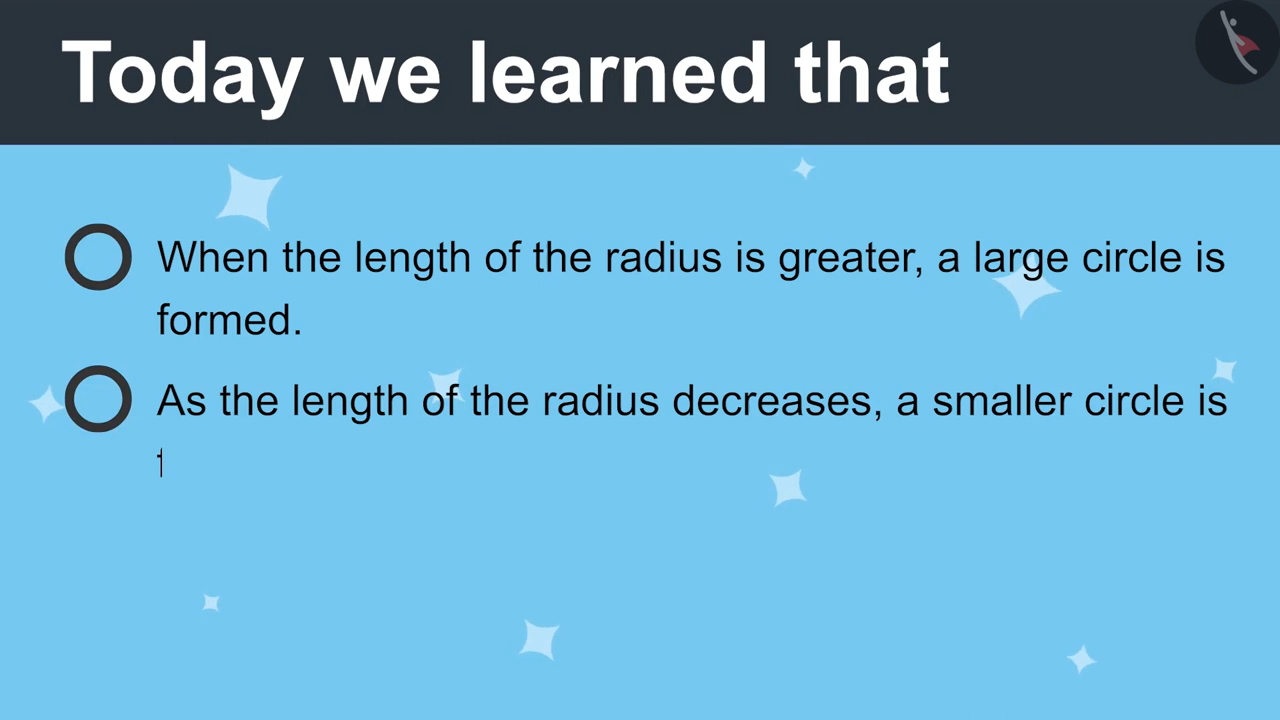 Today we learned that
When the length of the radius is greater, a large circle is
formed.
As the length of the radius decreases, a smaller circle is